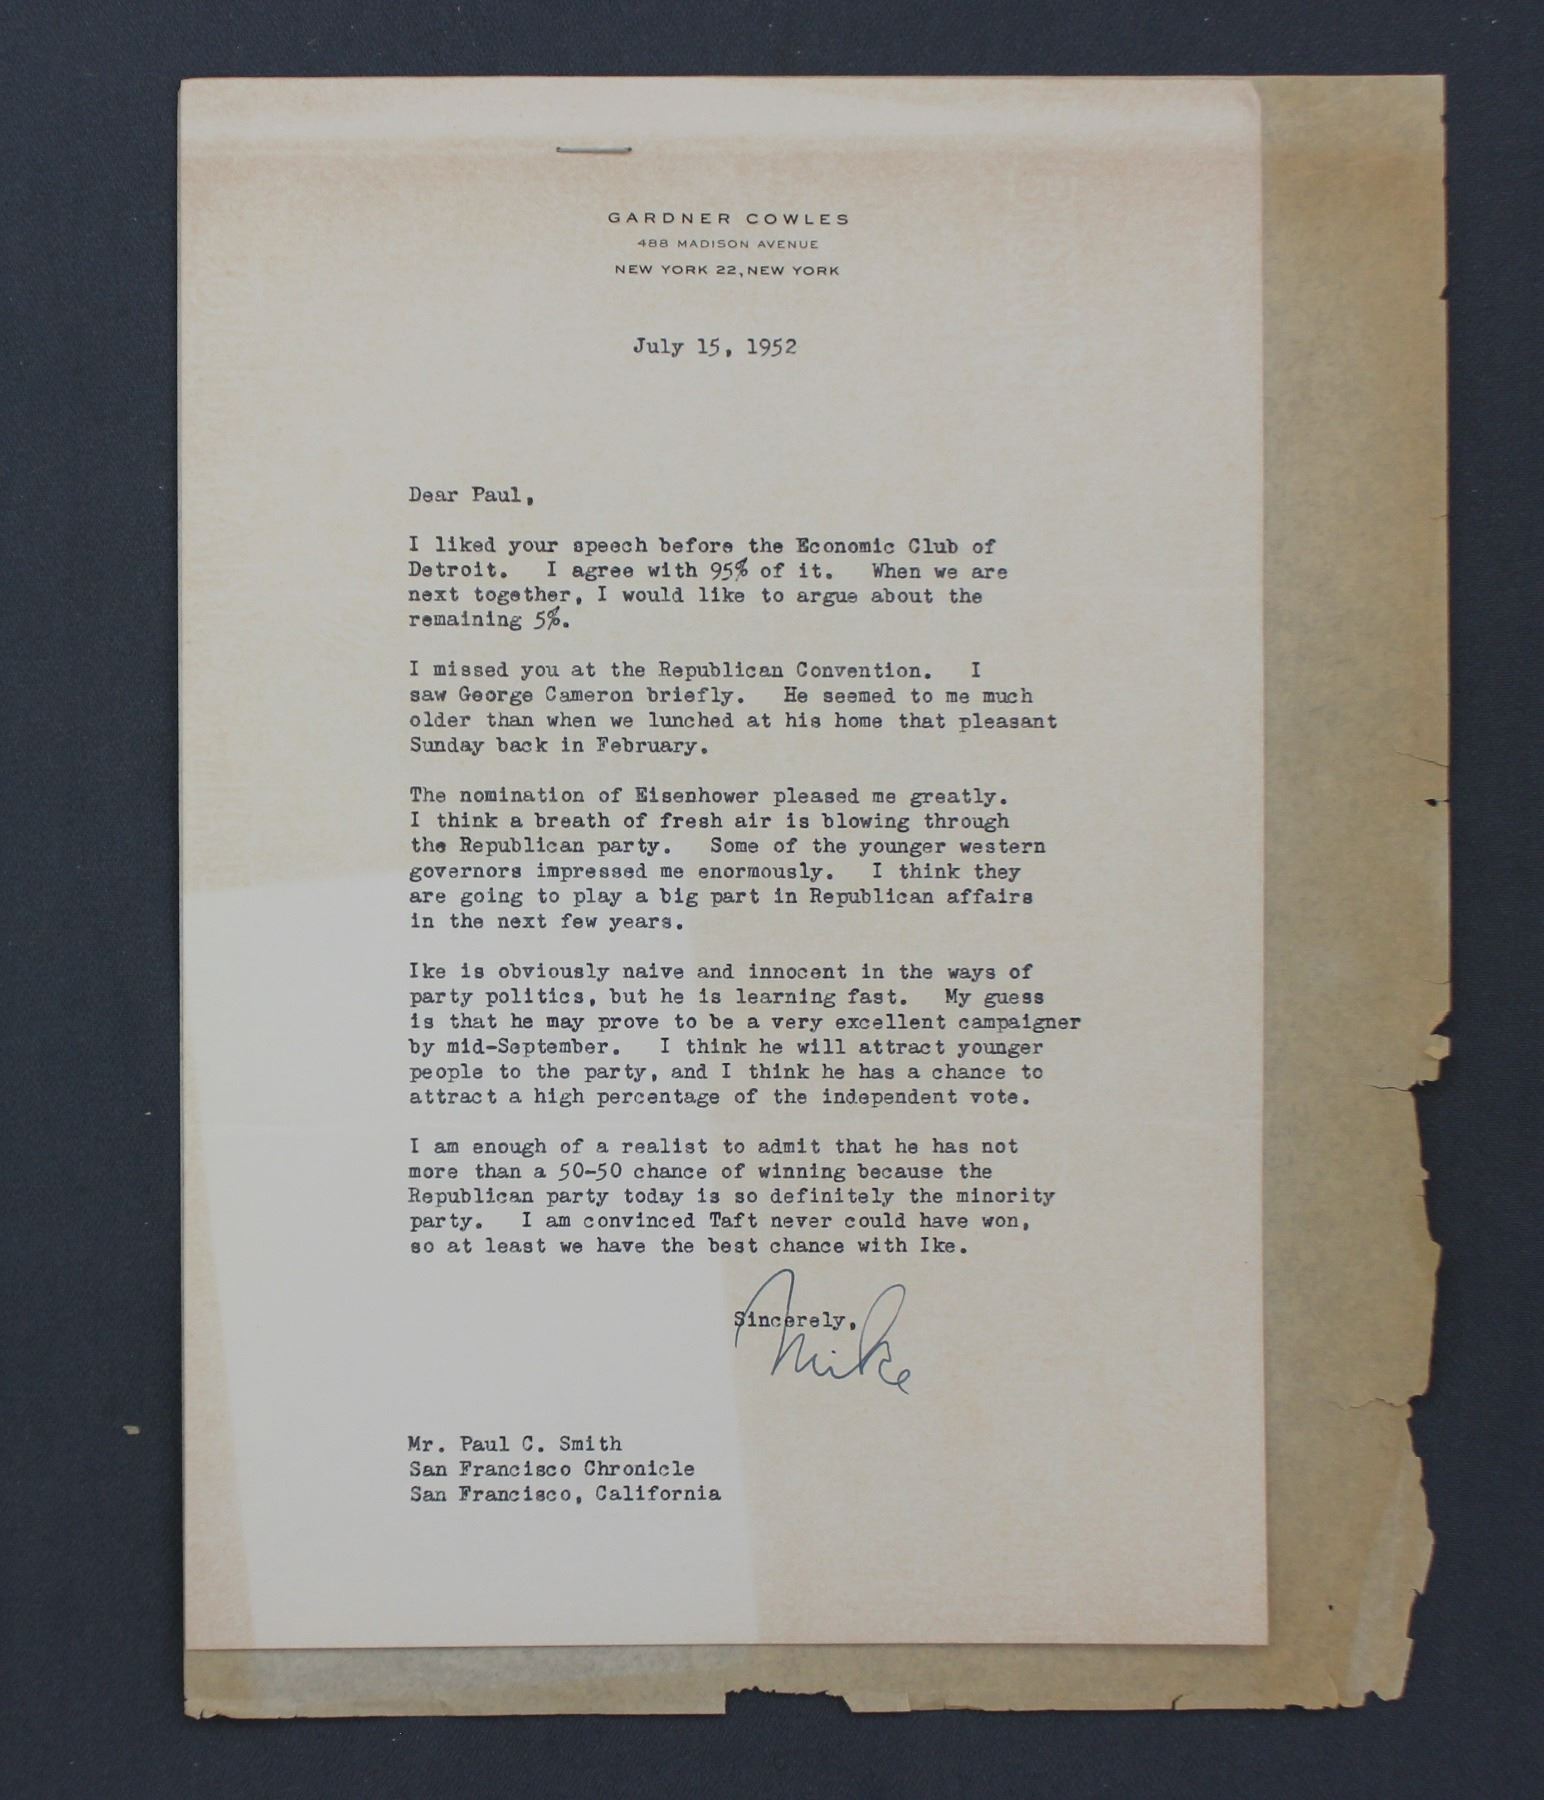 GARDNER COWLES
488 MADISON AVENUE
NEW YORK 22, NEW YORK
July 15, 1952
Dear Paul,
I liked your speech before the Economic Club of
Detroit. I agree with 95% of it. When we are
next together, I would like to argue about the
remaining 5%.
I missed you at the Republican Convention. I
saw George Cameron briefly. He seemed to me much
older than when we lunched at his home that pleasant
Sunday back in February.
The nomination of Eisenhower pleased me greatly.
I think a breath of fresh air is blowing through
the Republican party. Some of the younger western
governors impressed me enormously. I think they
are going to play a big part in Republican affairs
in the next few years.
Ike is obviously naive and innocent in the ways of
party politics, but he is learning fast. My guess
is that he may prove to be a very excellent campaigner
by mid-September. I think he will attract younger
people to the party, and I think he has a chance to
attract a high percentage of the independent vote.
I am enough of a realist to admit that he has not
more than a 50-50 chance of winning because the
Republican party today is so definitely the minority
party. I am convinced Taft never could have won,
so at least we have the best chance with Ike.
Sincerely,
Mike
Mr. Paul C. Smith
San Francisco Chronicle
San Francisco, California